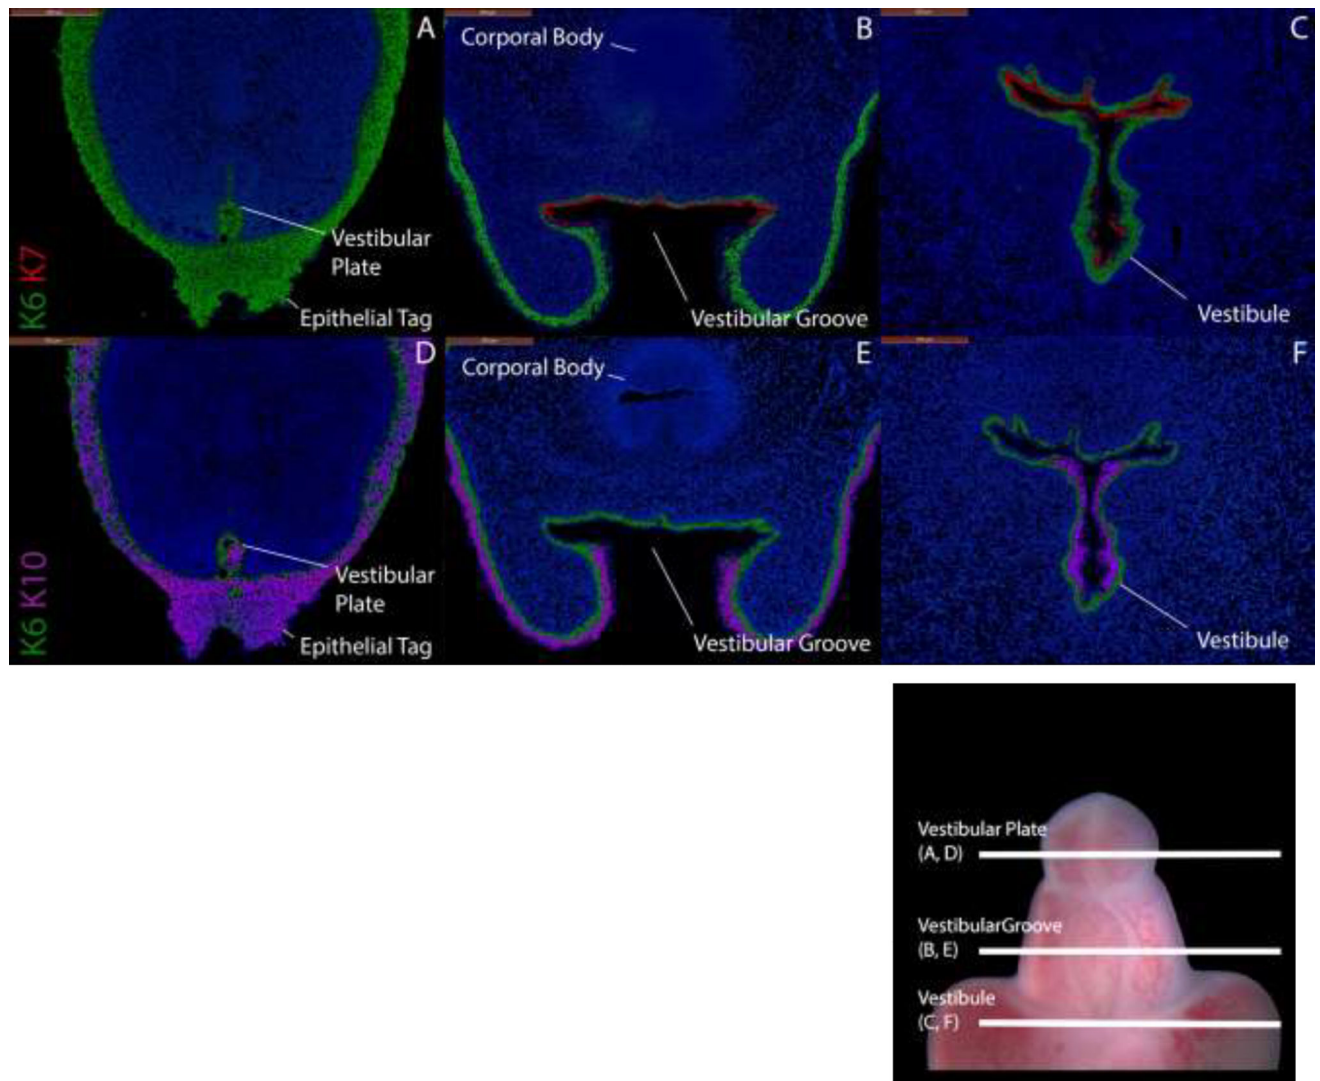 A
Vestibular
Plate
Epithelial Tag
K6 K7
B
Corporal Body
Vestibular Groove
C
Vestibule
D
Vestibular
Plate
Epithelial Tag
K6 K10
E
Corporal Body
Vestibular Groove
F
Vestibule
Vestibular Plate
(A, D)
VestibularGroove
(B, E)
Vestibule
(C, F)